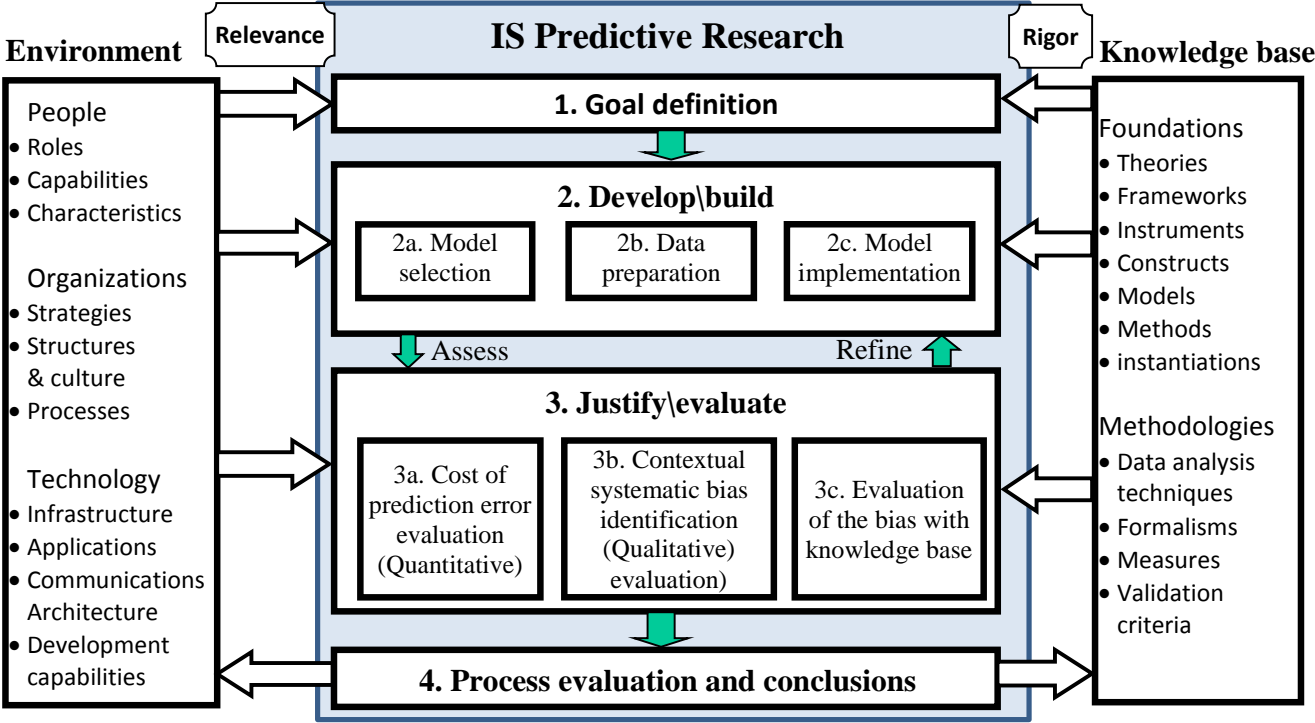 Relevance
IS Predictive Research
Rigor
Environment
Knowledge base
People
• Roles
• Capabilities
• Characteristics
Organizations
• Strategies
• Structures
& culture
• Processes
Technology
• Infrastructure
• Applications
• Communications
Architecture
• Development
capabilities
1. Goal definition
2. Develop\build
2a. Model
selection
2b. Data
preparation
2c. Model
implementation
Assess
Refine
3. Justify\evaluate
3a. Cost of
prediction error
evaluation
(Quantitative)
3b. Contextual
systematic bias
identification
(Qualitative)
evaluation)
3c. Evaluation
of the bias with
knowledge base
4. Process evaluation and conclusions
Foundations
• Theories
• Frameworks
• Instruments
• Constructs
• Models
• Methods
• instantiations
Methodologies
• Data analysis
techniques
• Formalisms
• Measures
• Validation
criteria